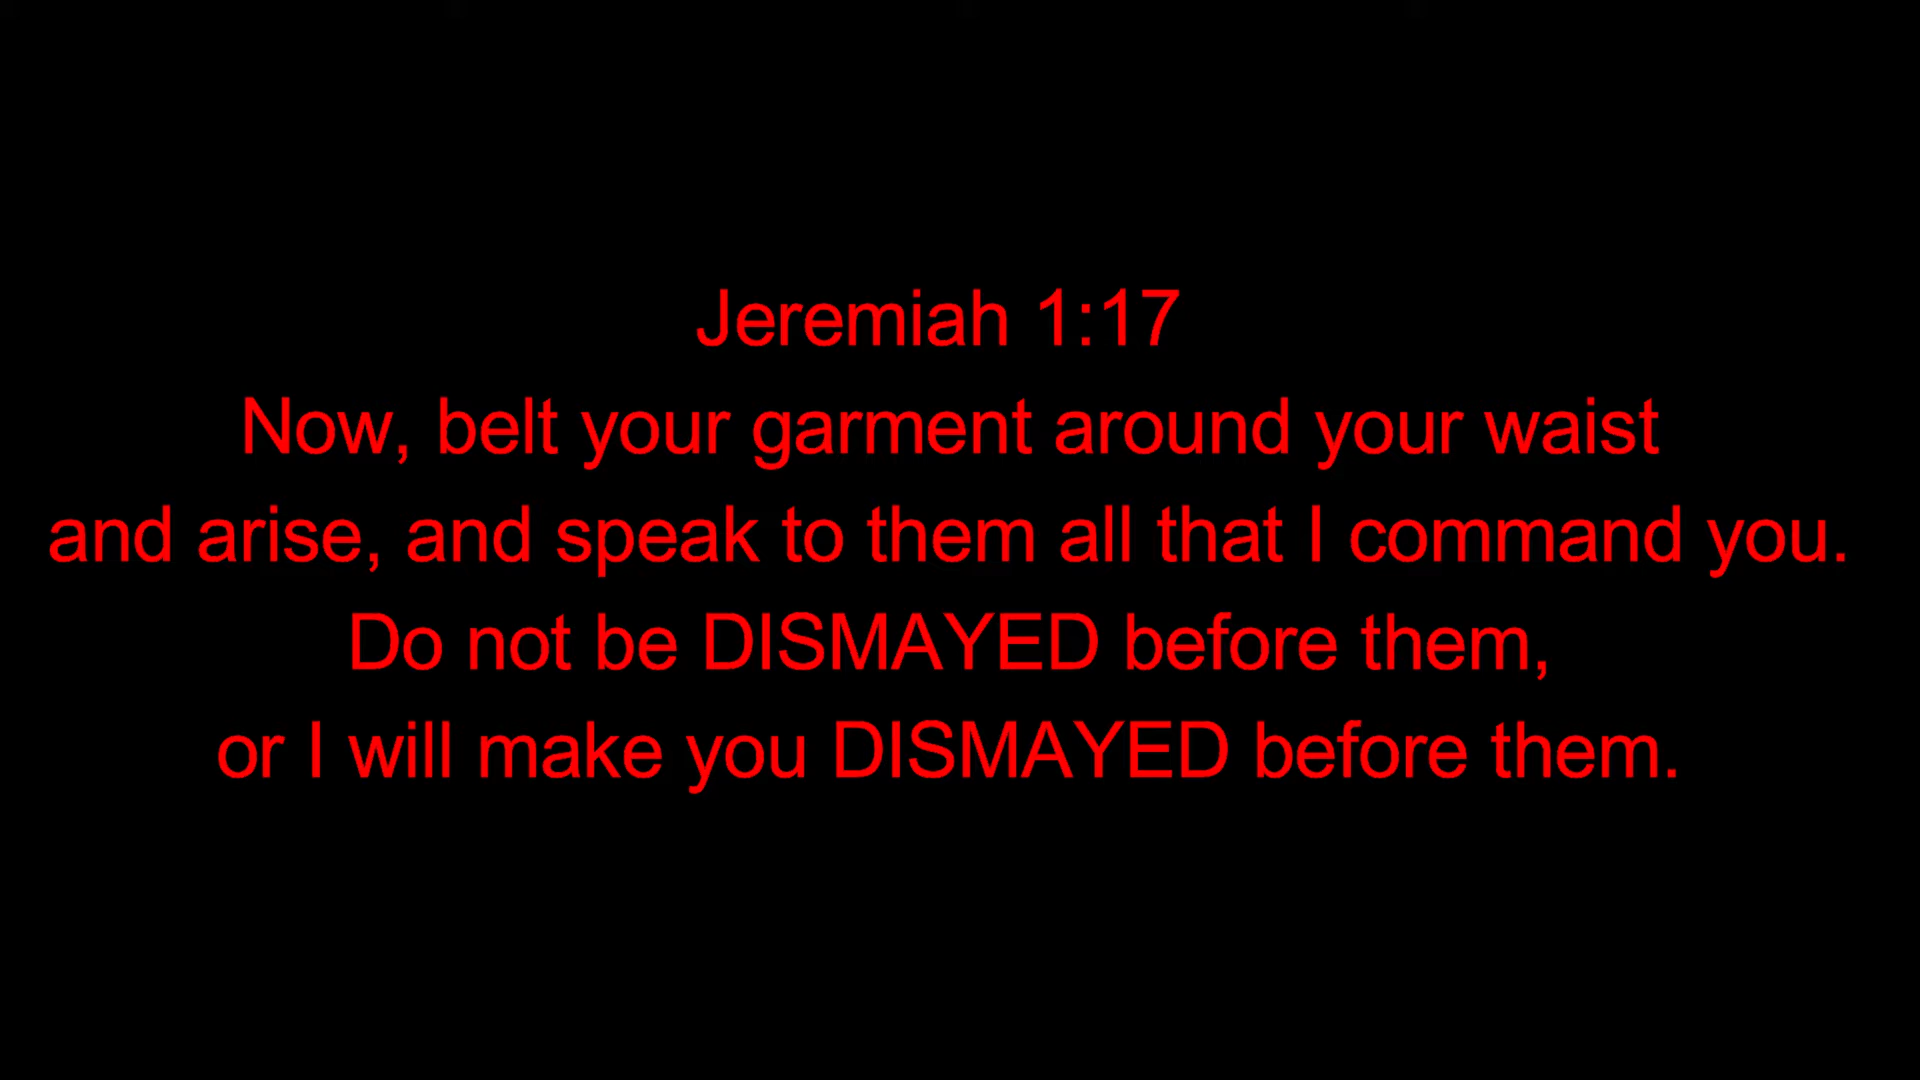 Jeremiah 1:17
Now, belt your garment around your waist
and arise, and speak to them all that I command you.
Do not be DISMAYED before them,
or I will make you DISMAYED before them.